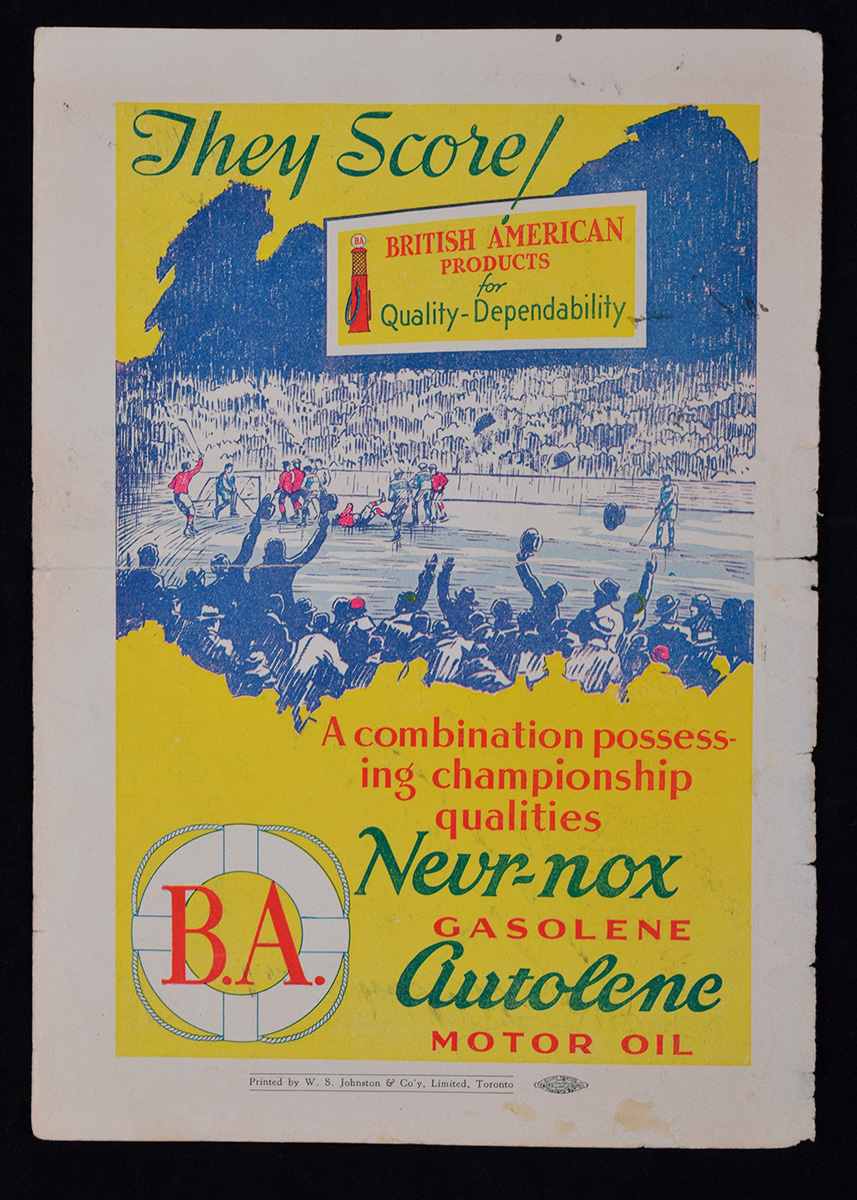 They Score!
BA
BRITISH AMERICAN
PRODUCTS
for
Quality-Dependability
A combination possess-
ing championship
qualities
Nevr-nox
GASOLENE
Autolene
MOTOR OIL
B.A.
Printed by W. S. Johnston & Co'y, Limited, Toronto